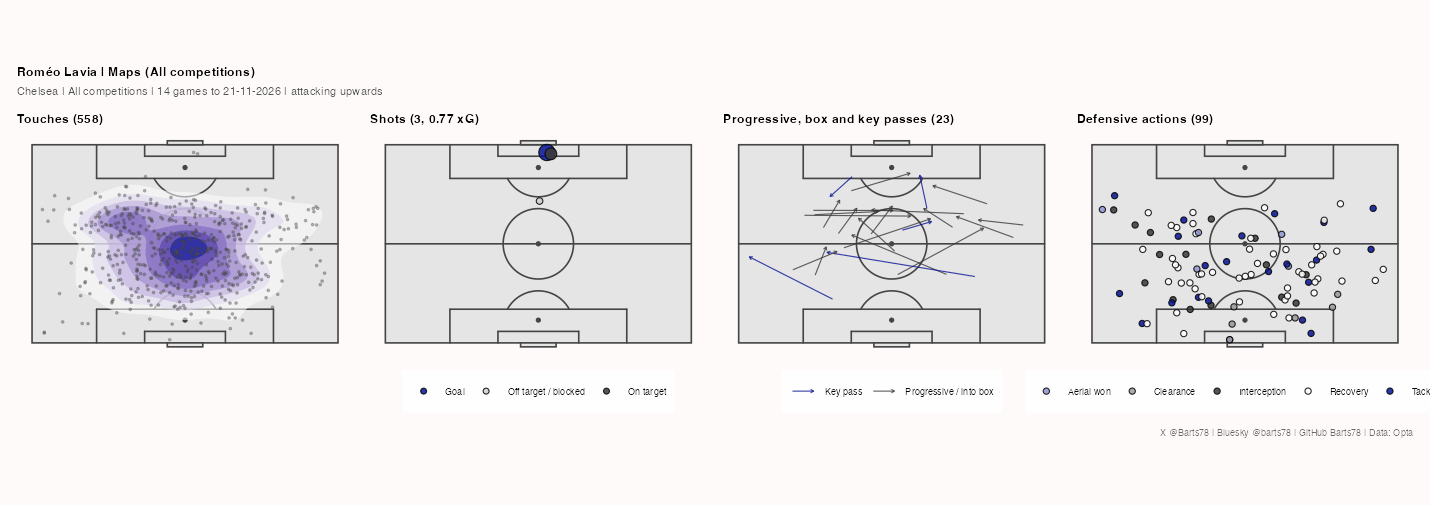 Roméo Lavia | Maps (All competitions)
Chelsea | All competitions | 14 games to 21-11-2026 | attacking upwards
Touches (558)
Shots (3, 0.77 xG)
Progressive, box and key passes (23)
Defensive actions (99)
Goal
Off target / blocked
On target
Key pass
Progressive / Into box
Aerial won
Clearance
Interception
Recovery
Tack
X @Barts78 | Bluesky @barts78 | GitHub Barts78 | Data: Opta